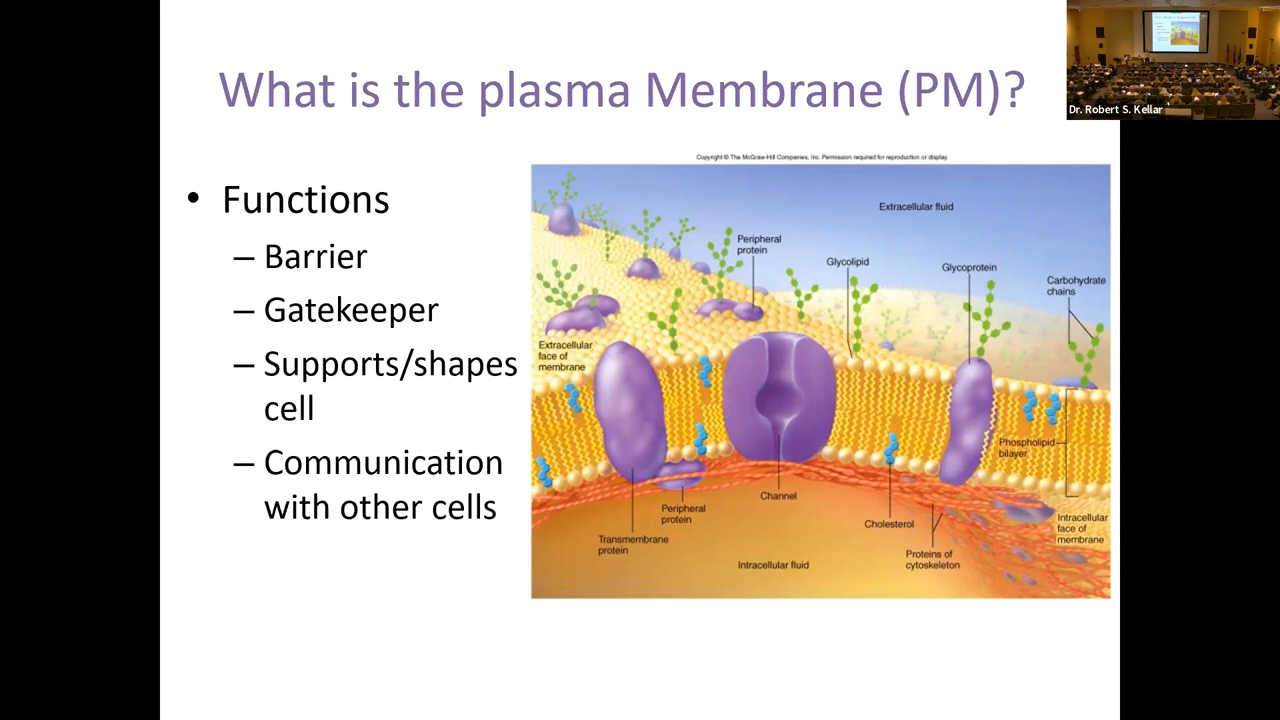 What is the plasma Membrane (PM)?
Dr. Robert S. Kellar
• Functions
– Barrier
– Gatekeeper
– Supports/shapes
cell
– Communication
with other cells
Copyright © The McGraw-Hill Companies, Inc. Permission required for reproduction or display.
Extracellular fluid
Peripheral
protein
Glycolipid
Glycoprotein
Carbohydrate
chains
Extracellular
face of
membrane
Phospholipid
bilayer
Channel
Peripheral
protein
Cholesterol
Intracellular
face of
membrane
Transmembrane
protein
Proteins of
cytoskeleton
Intracellular fluid